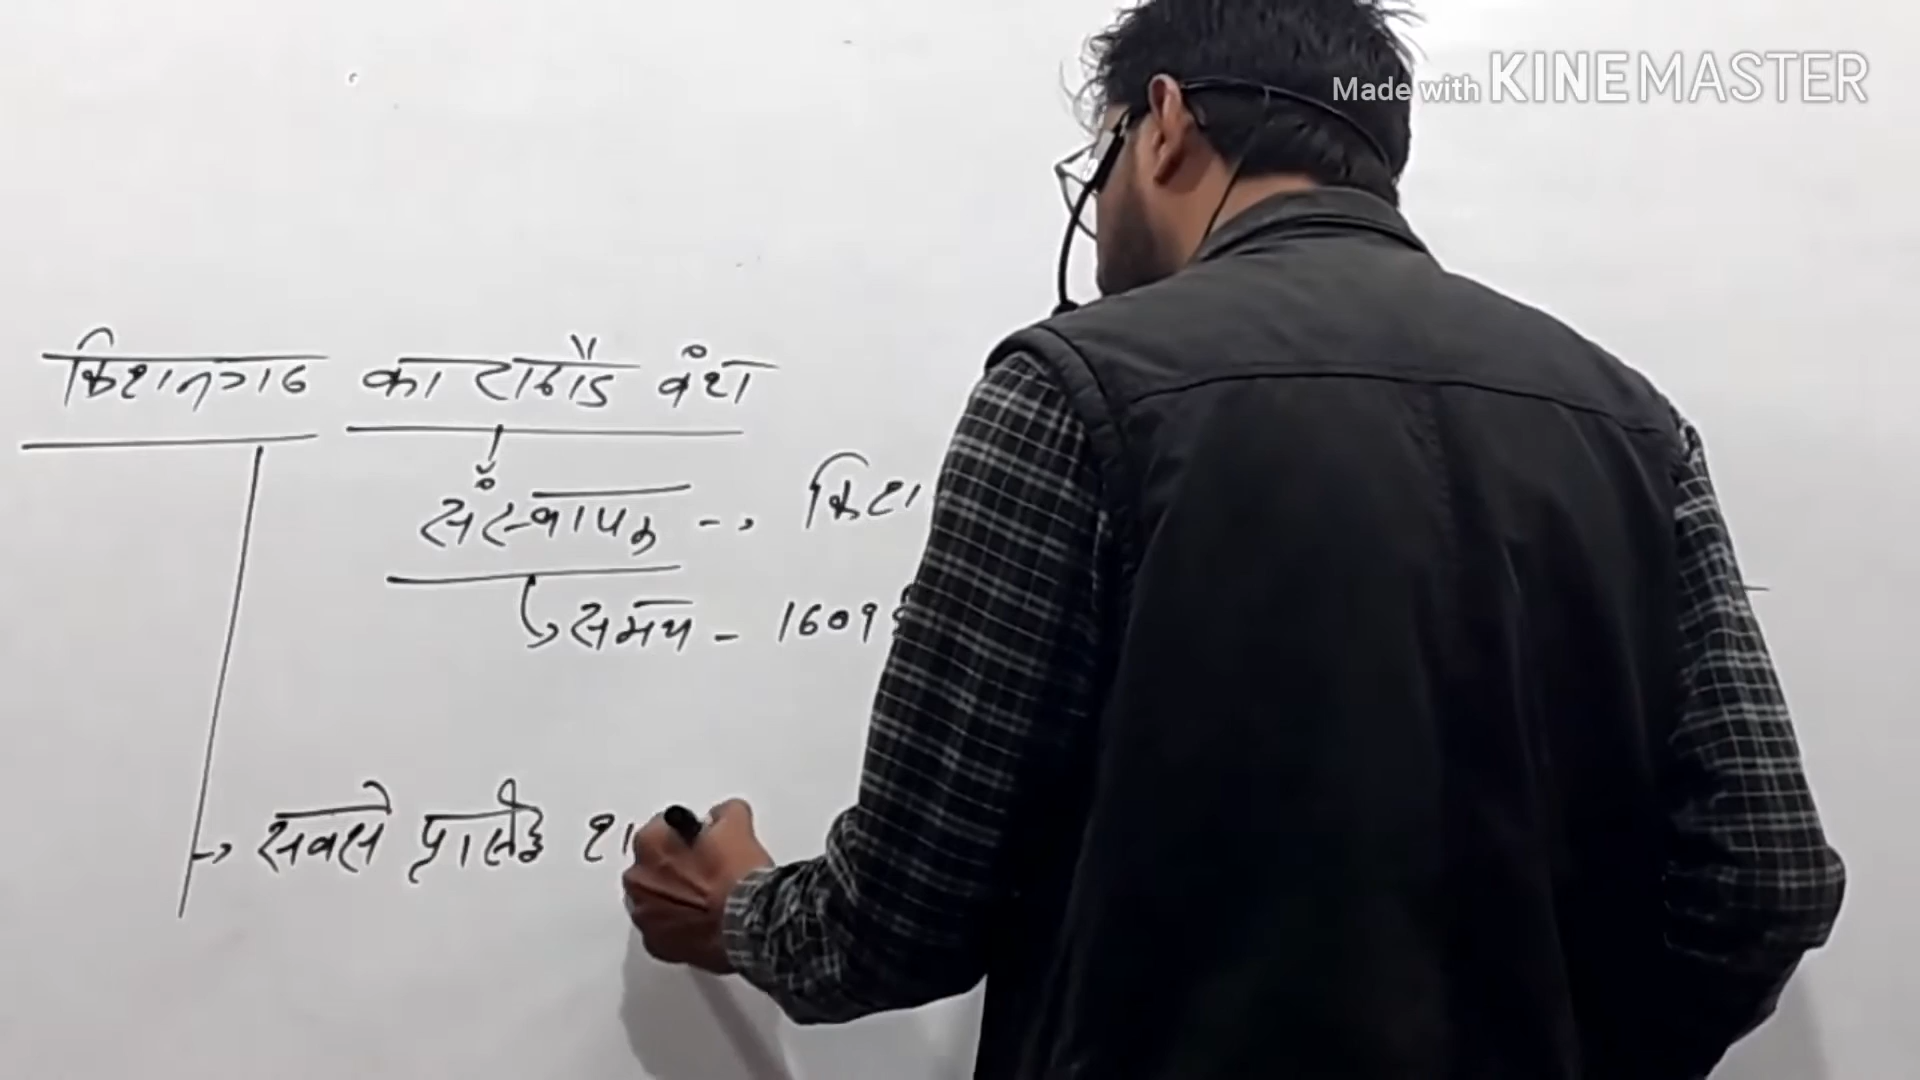 Made with KINEMASTER
किशनगढ का राठौड वंश
संस्थापक -> किश
समय - 1609 ई
-> सबसे प्रसिद्ध शा